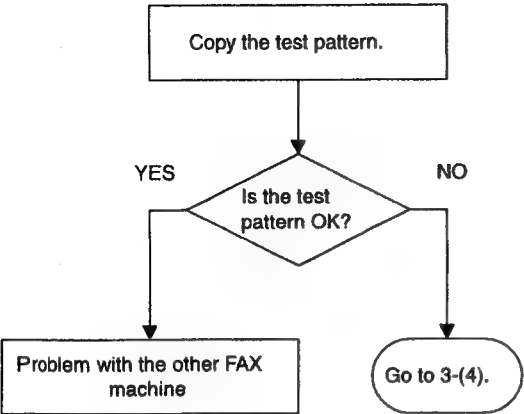 Copy the test pattern.
YES
NO
Is the test
pattern OK?
Problem with the other FAX
machine
Go to 3-(4).